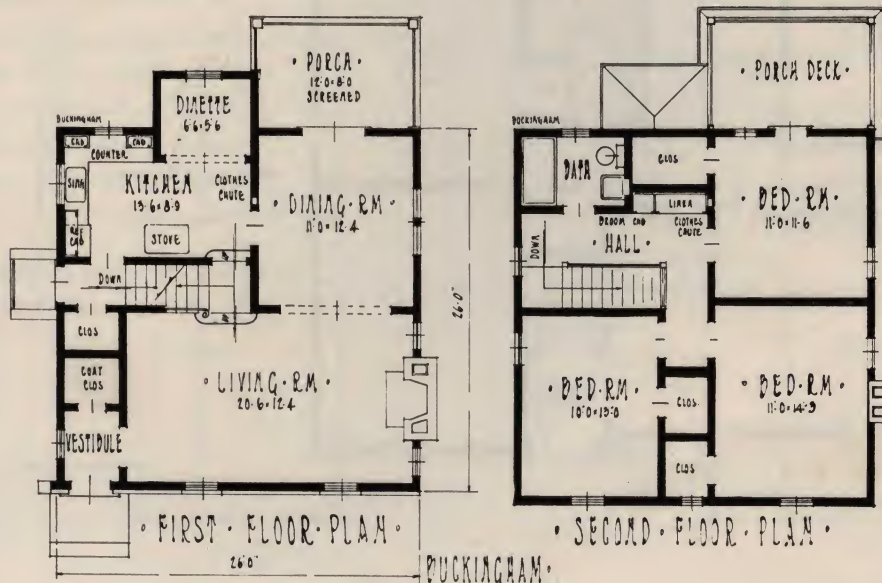 PORCH
12'0=8'0
SCREENED
DINETTE
6'6=5'6
BUCKINGHAM
CAB
CAB
COUNTER
SINK
KITCHEN
13'-6=8'-9
CLOTHES
CHUTE
REF
CAB
STOVE
DINING·RM
11'0=12'-4
DOWN
CLOS
COAT
CLOS
LIVING·RM
20'-6=12'-4
VESTIBULE
26'-0"
·FIRST·FLOOR·PLAN·
26'0"
BUCKINGHAM·
·PORCH DECK·
BUCKINGHAM
BATH
CLOS
LINEN
BROOM CAB
CLOTHES
CHUTE
·BED·RM·
11'0=11'-6
DOWN
HALL
·BED·RM·
10'0=13'0
CLOS
·BED·RM·
11'0=14'-3
CLOS
·SECOND·FLOOR·PLAN·